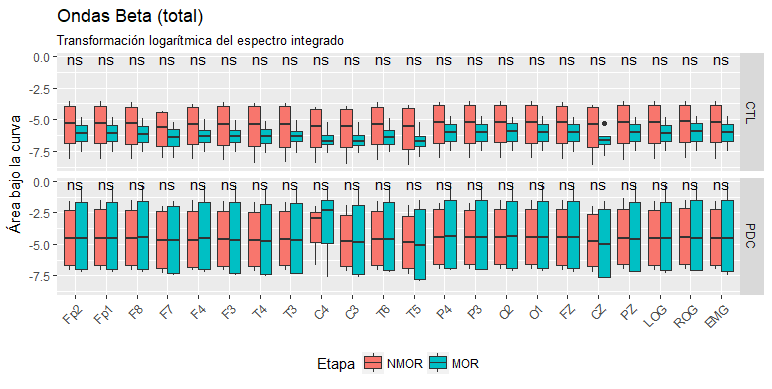 Ondas Beta (total)
Transformación logarítmica del espectro integrado
Área bajo la curva
0.0
-2.5
-5.0
-7.5
ns ns ns ns ns ns ns ns ns ns ns ns ns ns ns ns ns ns ns ns ns ns
CTL
0.0
-2.5
-5.0
-7.5
ns ns ns ns ns ns ns ns ns ns ns ns ns ns ns ns ns ns ns ns ns ns
PDC
Fp2 Fp1 F8 F7 F4 F3 T4 T3 C4 C3 T6 T5 P4 P3 O2 O1 FZ CZ PZ LOG ROG EMG
Etapa NMOR MOR